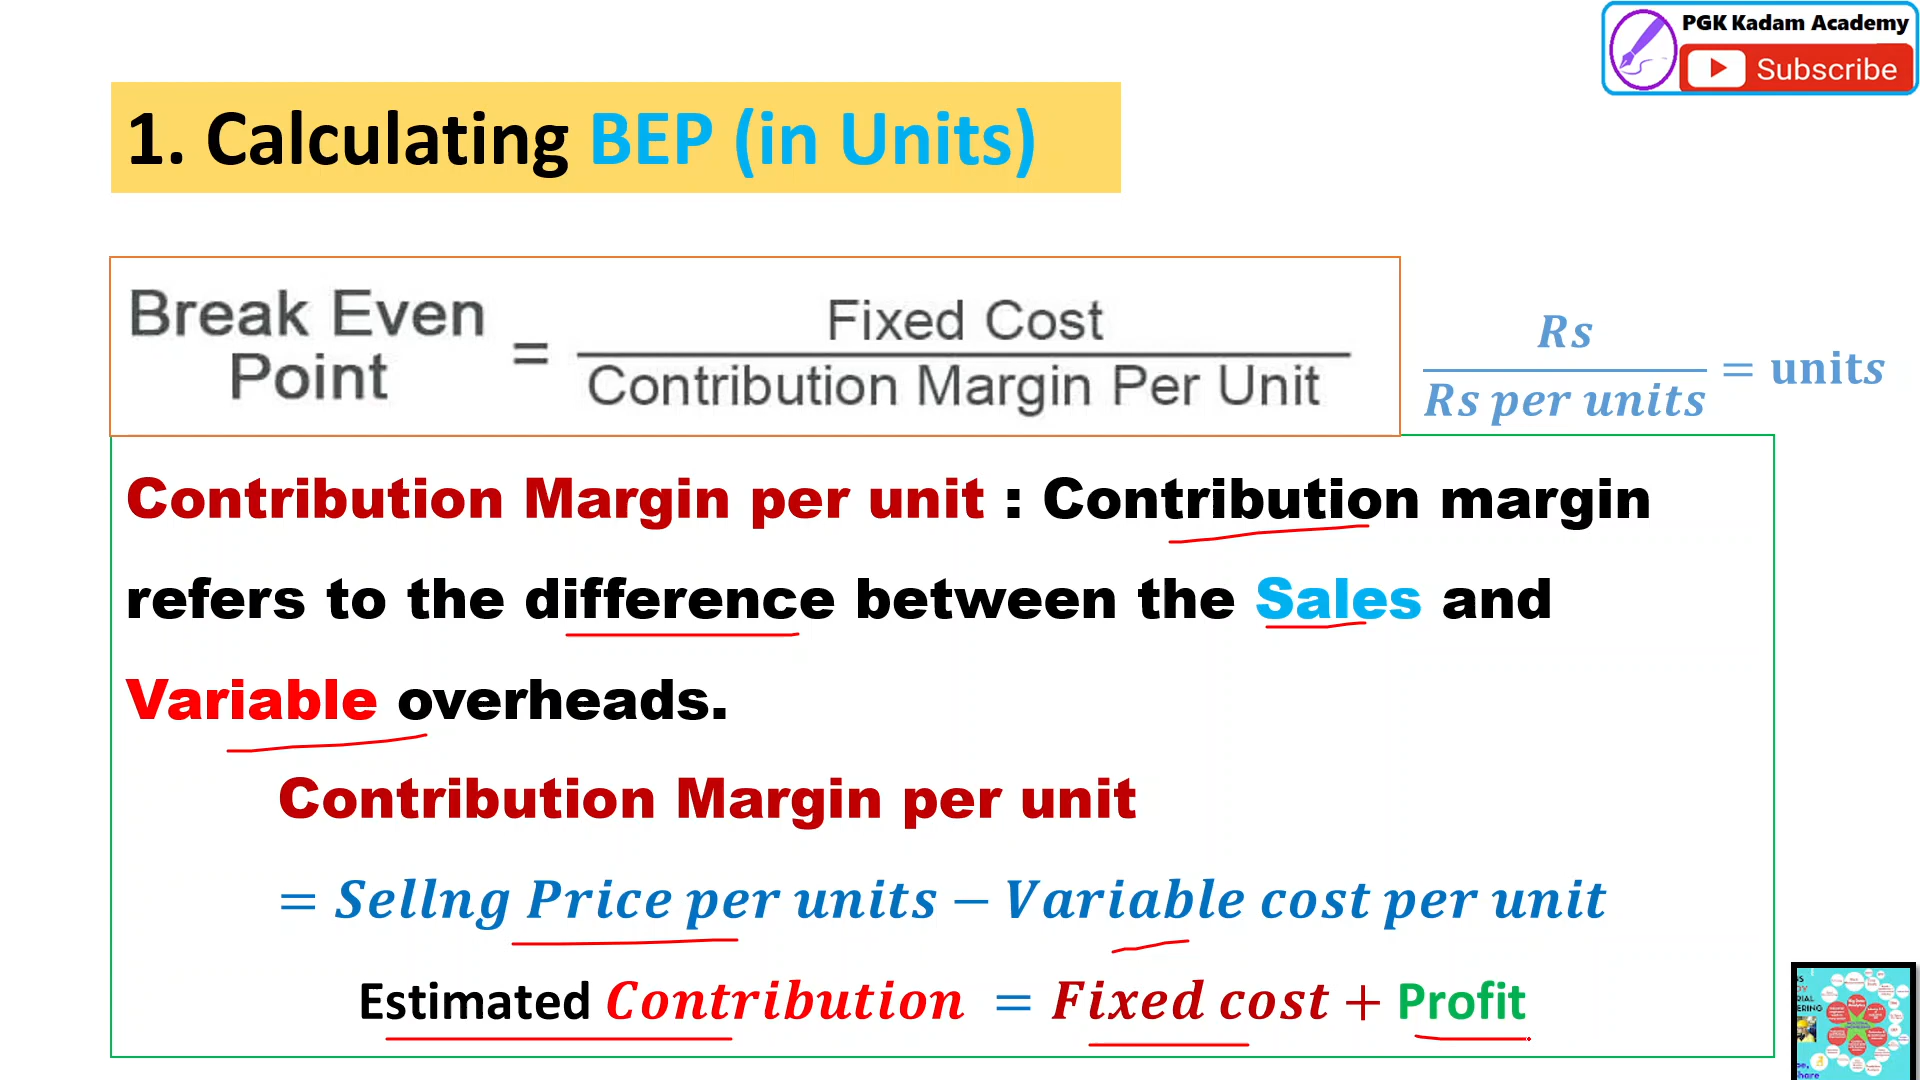 PGK Kadam Academy
Subscribe
1. Calculating BEP (in Units)
Break Even Point = Fixed Cost / Contribution Margin Per Unit
Rs / Rs per units = units
Contribution Margin per unit : Contribution margin
refers to the difference between the Sales and
Variable overheads.
Contribution Margin per unit
= Sellng Price per units − Variable cost per unit
Estimated Contribution = Fixed cost + Profit